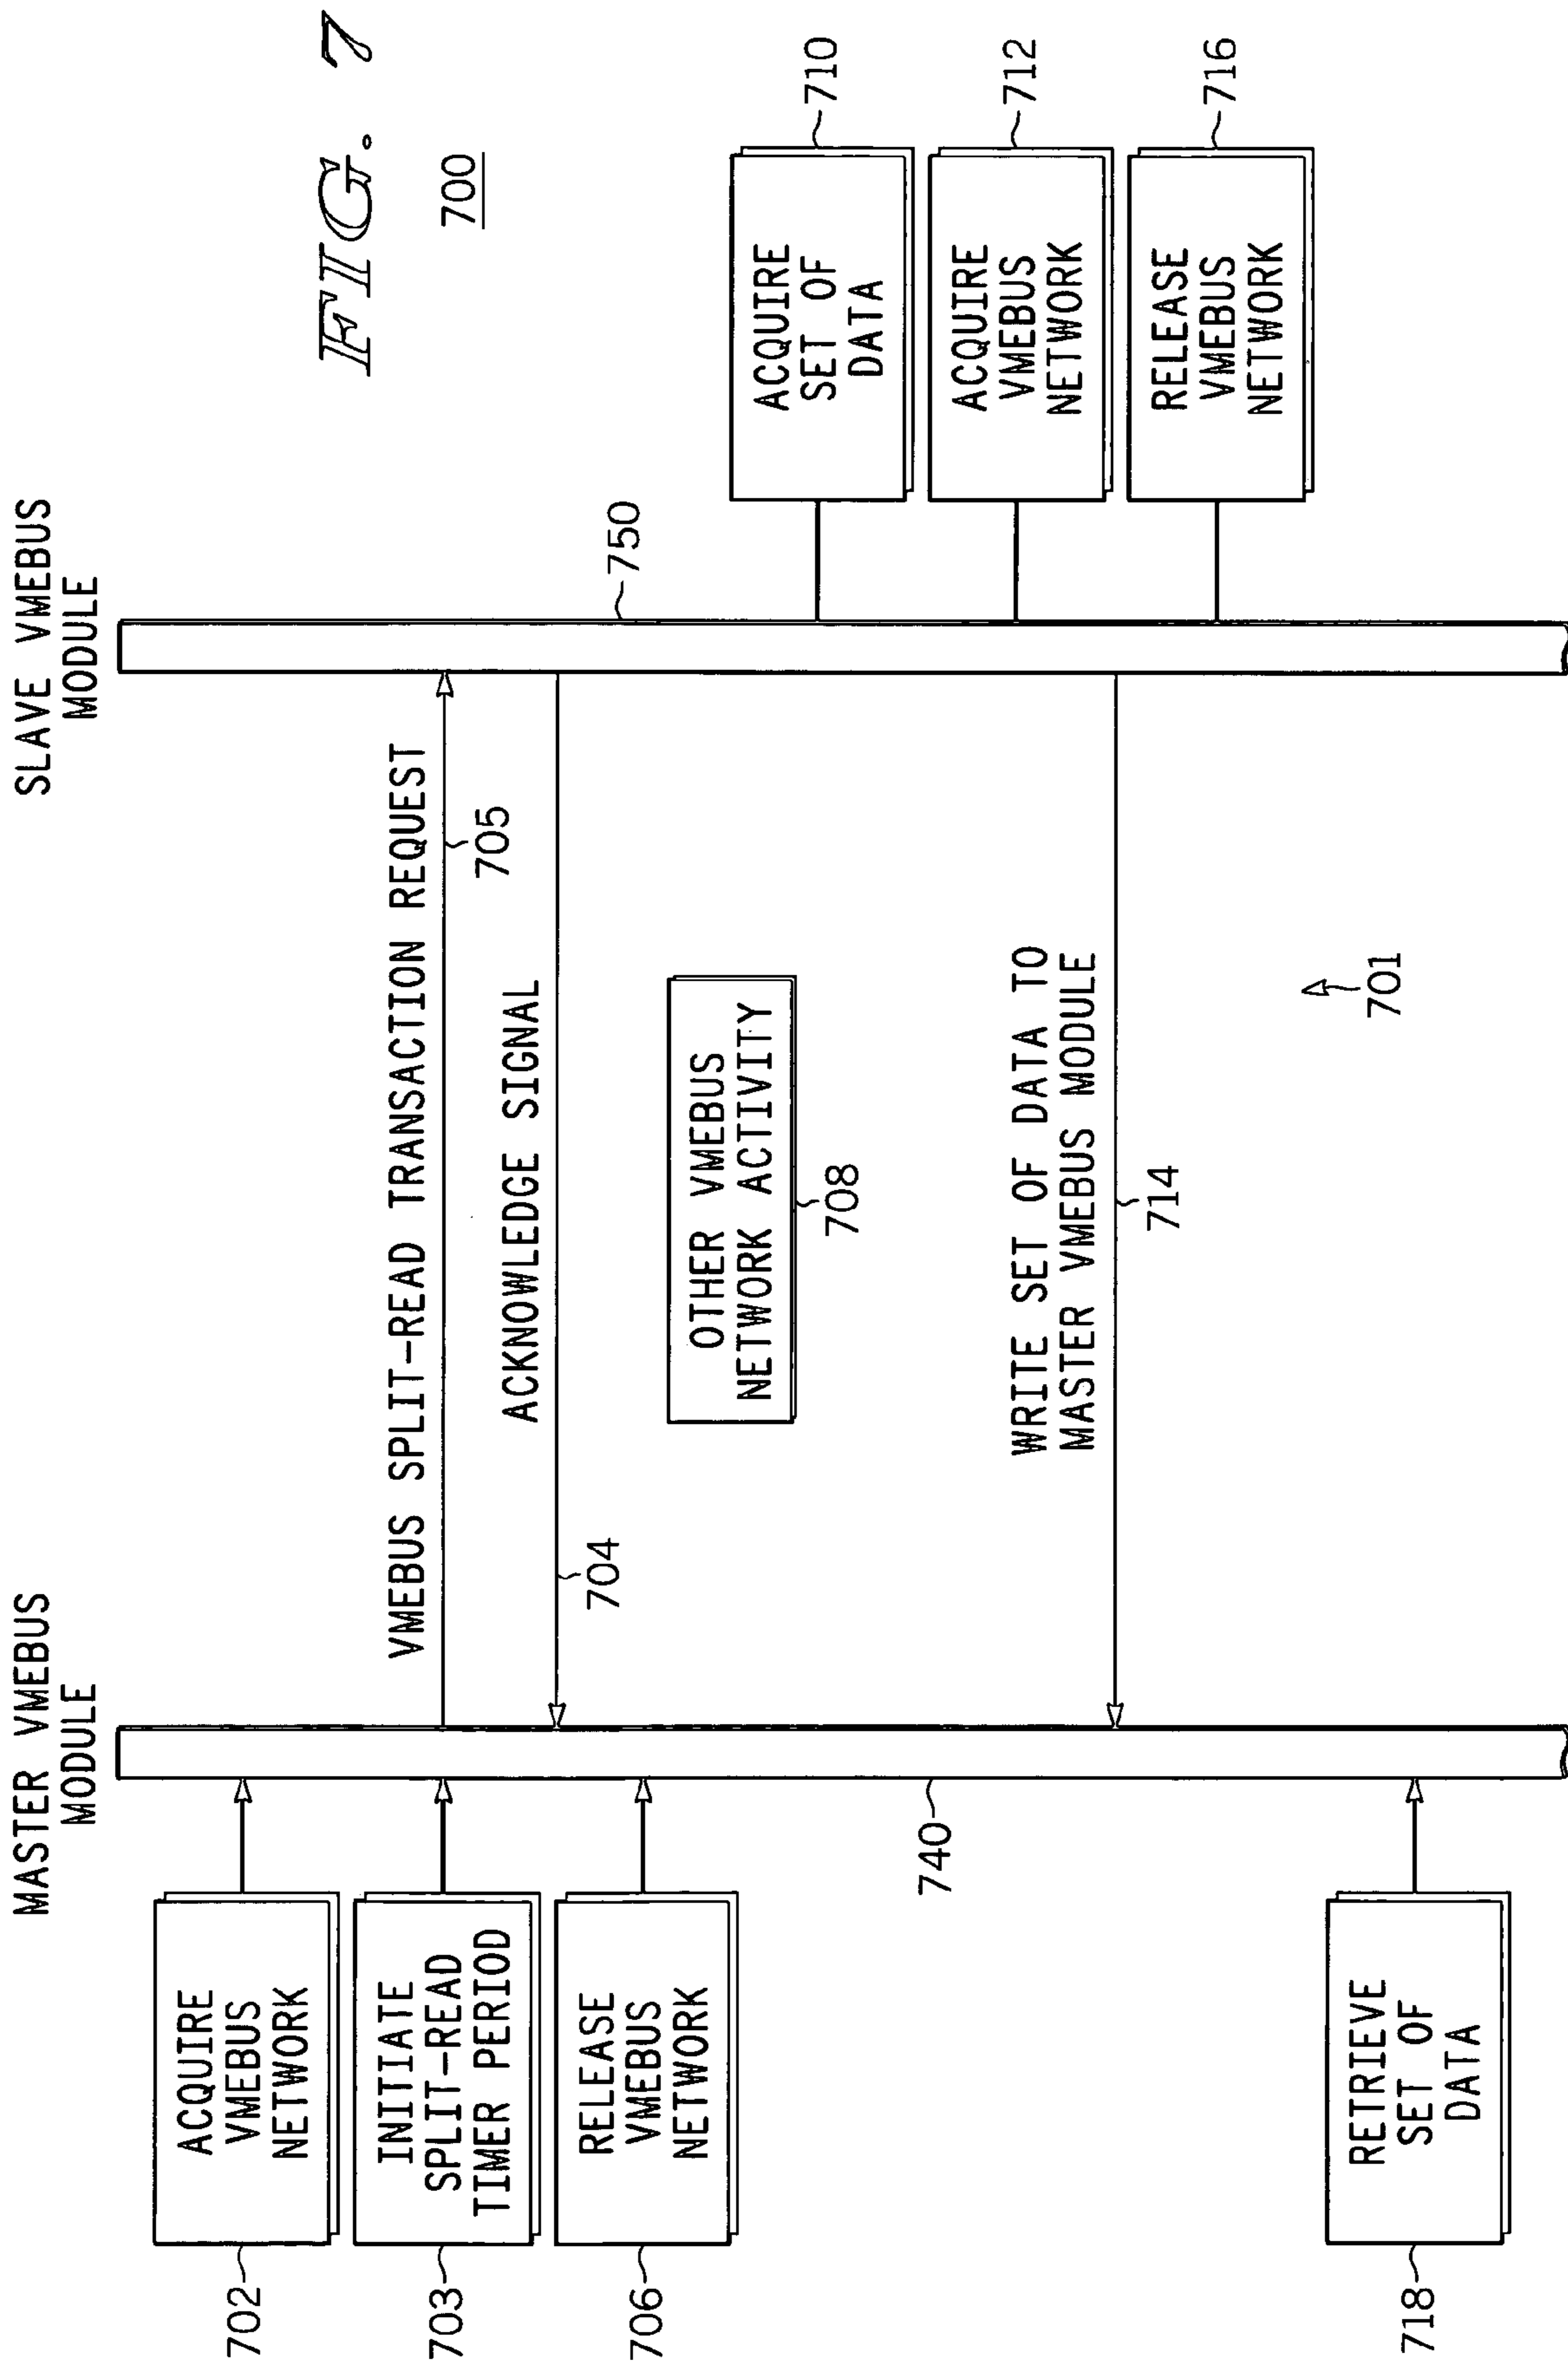 FIG. 7
700
MASTER VMEBUS
MODULE
SLAVE VMEBUS
MODULE
702
ACQUIRE
VMEBUS
NETWORK
703
INITIATE
SPLIT-READ
TIMER PERIOD
VMEBUS SPLIT-READ TRANSACTION REQUEST
705
706
RELEASE
VMEBUS
NETWORK
704
ACKNOWLEDGE SIGNAL
750
OTHER VMEBUS
NETWORK ACTIVITY
708
710
ACQUIRE
SET OF
DATA
740
712
ACQUIRE
VMEBUS
NETWORK
WRITE SET OF DATA TO
MASTER VMEBUS MODULE
714
716
RELEASE
VMEBUS
NETWORK
718
RETRIEVE
SET OF
DATA
701